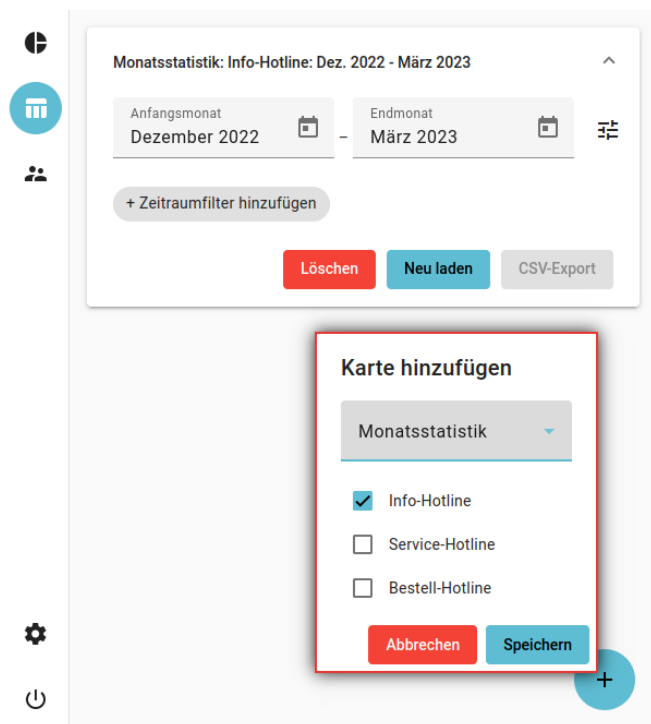 Monatsstatistik: Info-Hotline: Dez. 2022 - März 2023
Anfangsmonat
Dezember 2022
–
Endmonat
März 2023
+ Zeitraumfilter hinzufügen
Löschen
Neu laden
CSV-Export
Karte hinzufügen
Monatsstatistik
Info-Hotline
Service-Hotline
Bestell-Hotline
Abbrechen
Speichern
+